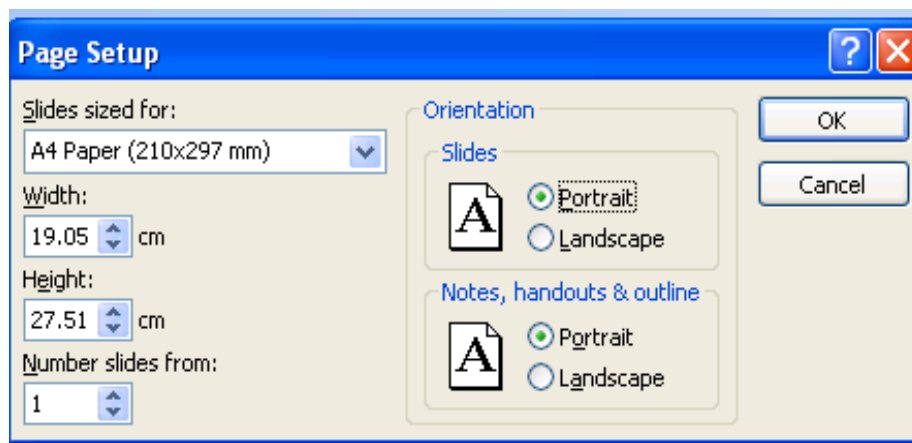 Page Setup
Slides sized for:
A4 Paper (210x297 mm)
Width:
19.05 cm
Height:
27.51 cm
Number slides from:
1
Orientation
Slides
A
Portrait
Landscape
Notes, handouts & outline
A
Portrait
Landscape
OK
Cancel